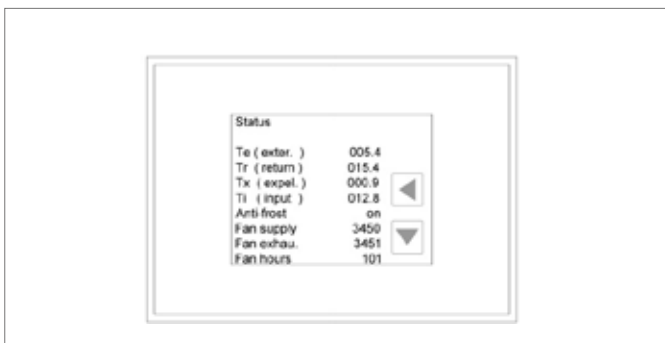 Status
Te ( exter. ) 005.4
Tr ( return ) 015.4
Tx ( expel. ) 000.9
Ti ( input ) 012.8
Anti frost on
Fan supply 3450
Fan exhau. 3451
Fan hours 101